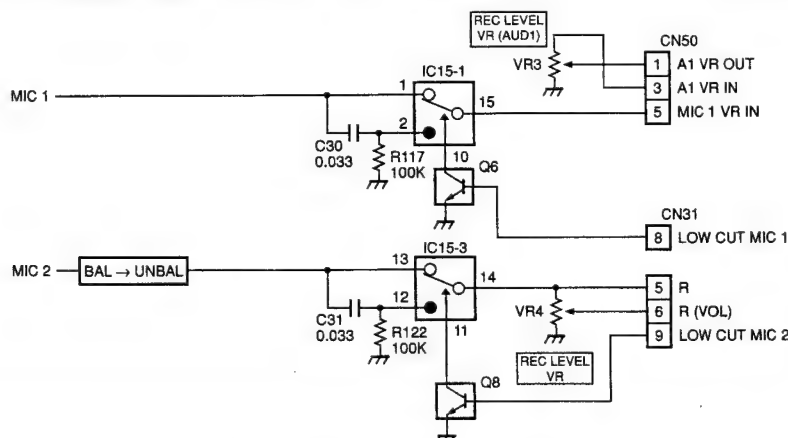 REC LEVEL
VR (AUD1)
CN50
VR3
1 A1 VR OUT
3 A1 VR IN
5 MIC 1 VR IN
IC15-1
MIC 1
1
15
2
10
C30
0.033
R117
100K
Q6
CN31
8 LOW CUT MIC 1
IC15-3
MIC 2
BAL → UNBAL
13
14
12
11
C31
0.033
R122
100K
VR4
5 R
6 R (VOL)
9 LOW CUT MIC 2
REC LEVEL
VR
Q8